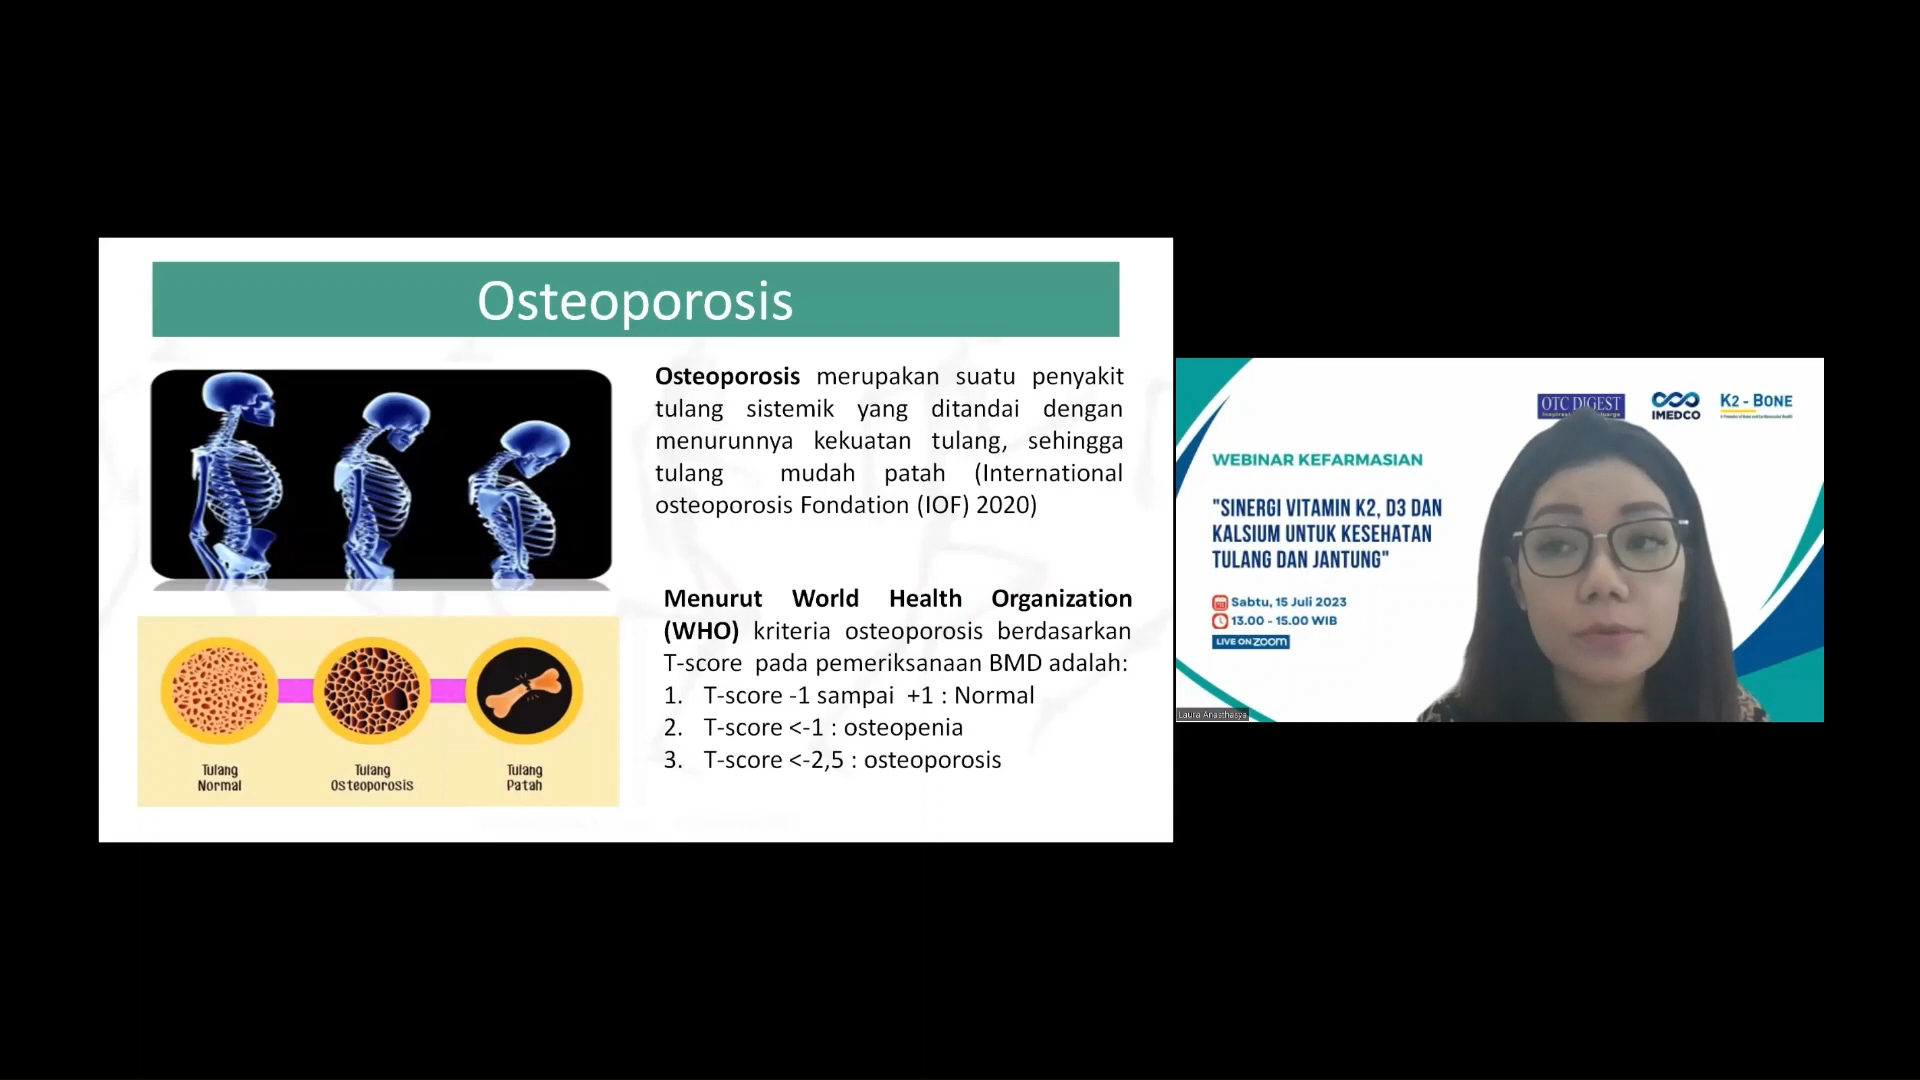 Osteoporosis
Osteoporosis merupakan suatu penyakit
tulang sistemik yang ditandai dengan
menurunnya kekuatan tulang, sehingga
tulang mudah patah (International
osteoporosis Fondation (IOF) 2020)
Menurut World Health Organization
(WHO) kriteria osteoporosis berdasarkan
T-score pada pemeriksanaan BMD adalah:
1. T-score -1 sampai +1 : Normal
2. T-score <-1 : osteopenia
3. T-score <-2,5 : osteoporosis
Tulang
Normal
Tulang
Osteoporosis
Tulang
Patah
OTC DIGEST
IMEDCO
K2 - BONE
WEBINAR KEFARMASIAN
"SINERGI VITAMIN K2, D3 DAN
KALSIUM UNTUK KESEHATAN
TULANG DAN JANTUNG"
Sabtu, 15 Juli 2023
13.00 - 15.00 WIB
LIVE ON ZOOM
Laura Anasthasya